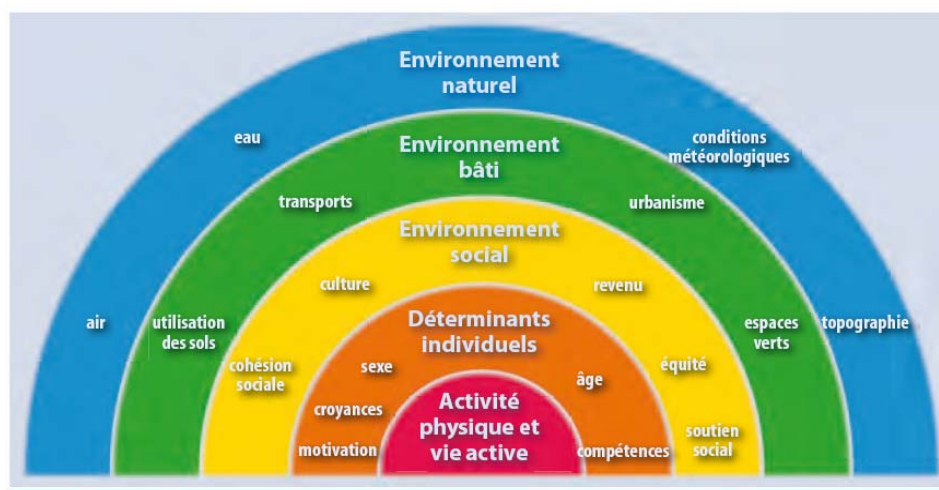 Environnement
naturel
eau
conditions
météorologiques
Environnement
bâti
transports
urbanisme
Environnement
social
culture
revenu
air
utilisation
des sols
espaces
verts
topographie
Déterminants
individuels
cohésion
sociale
sexe
âge
équité
croyances
Activité
physique et
vie active
motivation
compétences
soutien
social